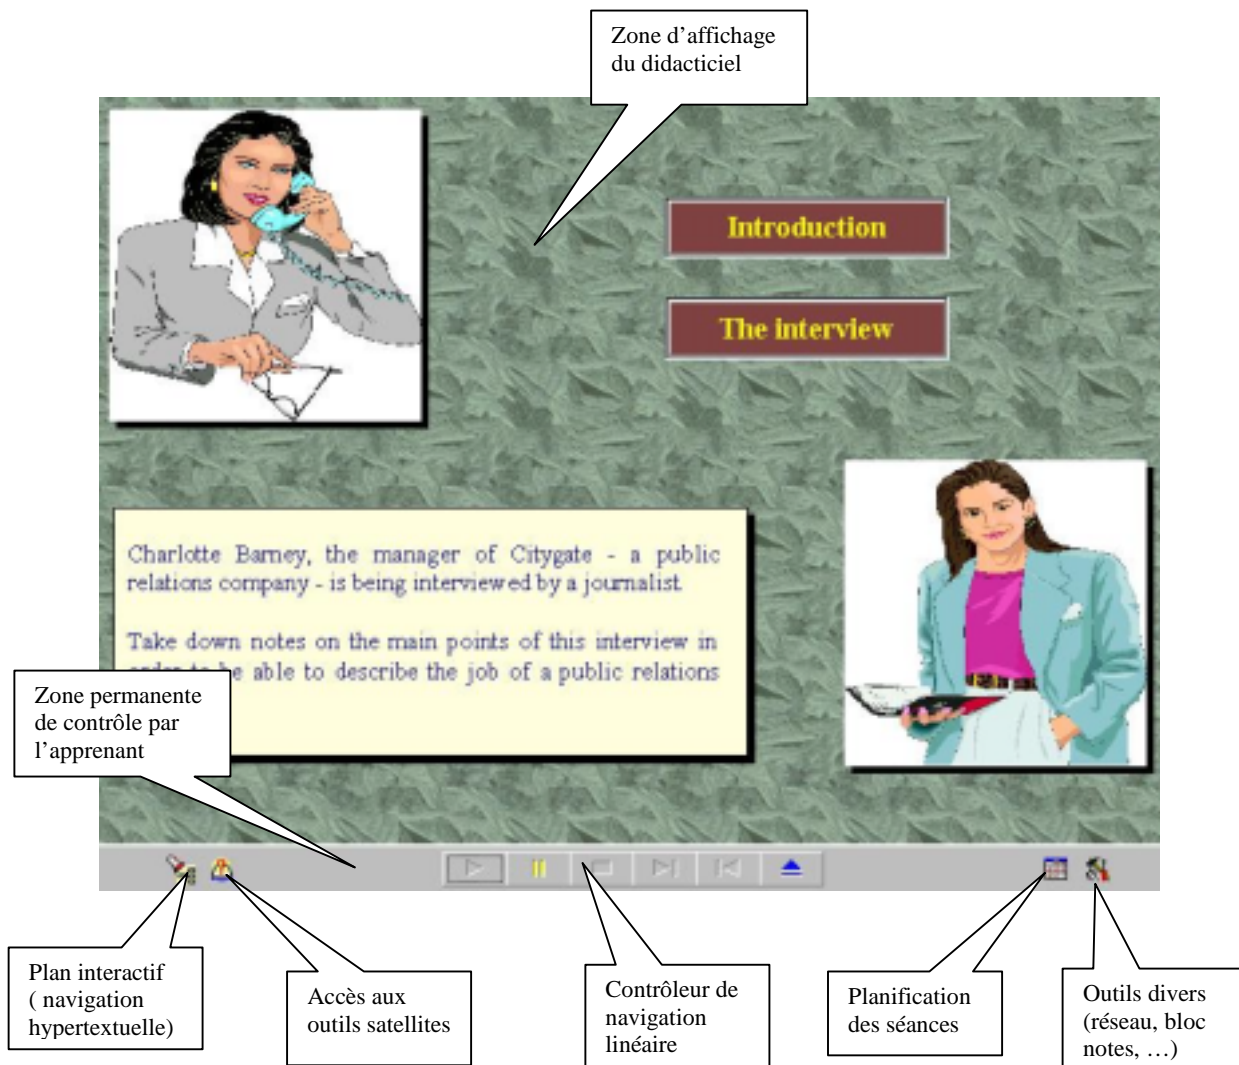 Zone d’affichage
du didacticiel
Introduction
The interview
Charlotte Barney, the manager of Citygate - a public
relations company - is being interviewed by a journalist
Take down notes on the main points of this interview in
order to be able to describe the job of a public relations
Zone permanente
de contrôle par
l’apprenant
Plan interactif
( navigation
hypertextuelle)
Accès aux
outils satellites
Contrôleur de
navigation
linéaire
Planification
des séances
Outils divers
(réseau, bloc
notes, …)